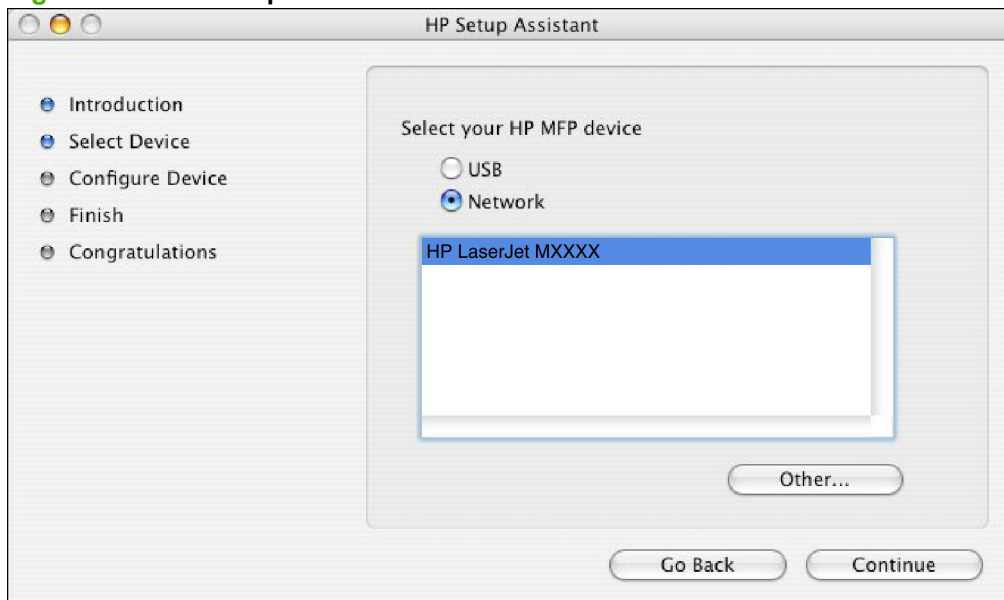 HP Setup Assistant
Introduction
Select Device
Configure Device
Finish
Congratulations
Select your HP MFP device
USB
Network
HP LaserJet MXXXX
Other...
Go Back
Continue